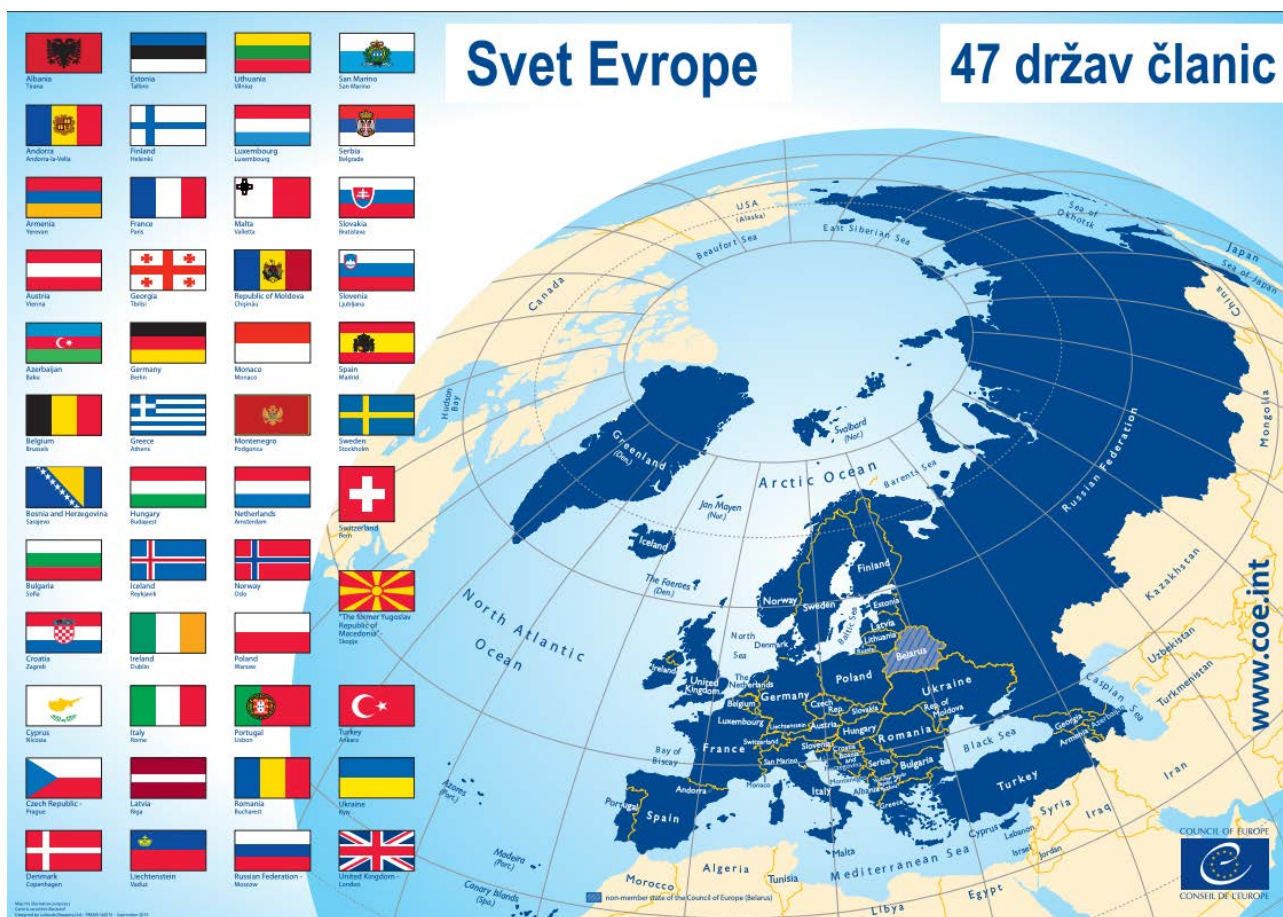 Svet Evrope
47 držav članic
Albania
Tirana
Estonia
Tallinn
Lithuania
Vilnius
San Marino
San Marino
Andorra
Andorra-la-Vella
Finland
Helsinki
Luxembourg
Luxembourg
Serbia
Belgrade
Armenia
Yerevan
France
Paris
Malta
Valletta
Slovakia
Bratislava
Austria
Vienna
Georgia
Tbilisi
Republic of Moldova
Chişinău
Slovenia
Ljubljana
Azerbaijan
Baku
Germany
Berlin
Monaco
Monaco
Spain
Madrid
Belgium
Brussels
Greece
Athens
Montenegro
Podgorica
Sweden
Stockholm
Bosnia and Herzegovina
Sarajevo
Hungary
Budapest
Netherlands
Amsterdam
Switzerland
Bern
Bulgaria
Sofia
Iceland
Reykjavik
Norway
Oslo
"The former Yugoslav
Republic of
Macedonia" -
Skopje
Croatia
Zagreb
Ireland
Dublin
Poland
Warsaw
Cyprus
Nicosia
Italy
Rome
Portugal
Lisbon
Turkey
Ankara
Czech Republic -
Prague
Latvia
Riga
Romania
Bucharest
Ukraine
Kyiv
Denmark
Copenhagen
Liechtenstein
Vaduz
Russian Federation -
Moscow
United Kingdom -
London
USA
(Alaska)
Beaufort Sea
East Siberian Sea
Sea of
Okhotsk
Japan
Sea of Japan
China
Canada
Hudson
Bay
Mongolia
Greenland
(Den.)
Svalbard
(Nor.)
Arctic Ocean
Barents Sea
Russian Federation
Jan Mayen
(Nor.)
Iceland
The Faeroes
(Den.)
North Atlantic
Ocean
Norway
Sweden
Finland
Baltic Sea
Estonia
Latvia
Lithuania
Russia
Belarus
North
Sea
Denmark
Ireland
United
Kingdom
The
Netherlands
Belgium
Luxembourg
Germany
Poland
Czech
Rep.
Slovakia
Ukraine
Rep. of
Moldova
Liechtenstein
Austria
Hungary
Romania
Switzerland
Slovenia
Croatia
Bosnia
and
Herzegovina
Serbia
Bulgaria
San Marino
Montenegro
Albania
Greece
Italy
Monaco
France
Bay of
Biscay
Andorra
Portugal
Spain
Azores
(Port.)
Madeira
(Port.)
Canary Islands
(Spa.)
Black Sea
Georgia
Armenia
Azerbaijan
Caspian Sea
Kazakhstan
Uzbekistan
Turkmenistan
Turkey
Iran
Iraq
Syria
Cyprus
Lebanon
Israel
Jordan
Malta
Mediterranean Sea
Morocco
Algeria
Tunisia
Libya
Egypt
non-member state of the Council of Europe (Belarus)
www.coe.int
COUNCIL OF EUROPE
CONSEIL DE L'EUROPE